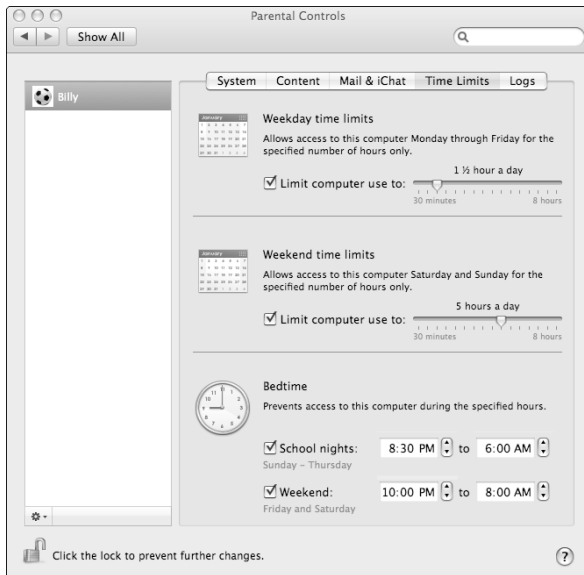 Parental Controls
Show All
Billy
System Content Mail & iChat Time Limits Logs
Weekday time limits
Allows access to this computer Monday through Friday for the
specified number of hours only.
1 ½ hour a day
Limit computer use to:
30 minutes 8 hours
Weekend time limits
Allows access to this computer Saturday and Sunday for the
specified number of hours only.
5 hours a day
Limit computer use to:
30 minutes 8 hours
Bedtime
Prevents access to this computer during the specified hours.
School nights: 8:30 PM to 6:00 AM
Sunday – Thursday
Weekend: 10:00 PM to 8:00 AM
Friday and Saturday
Click the lock to prevent further changes.
?